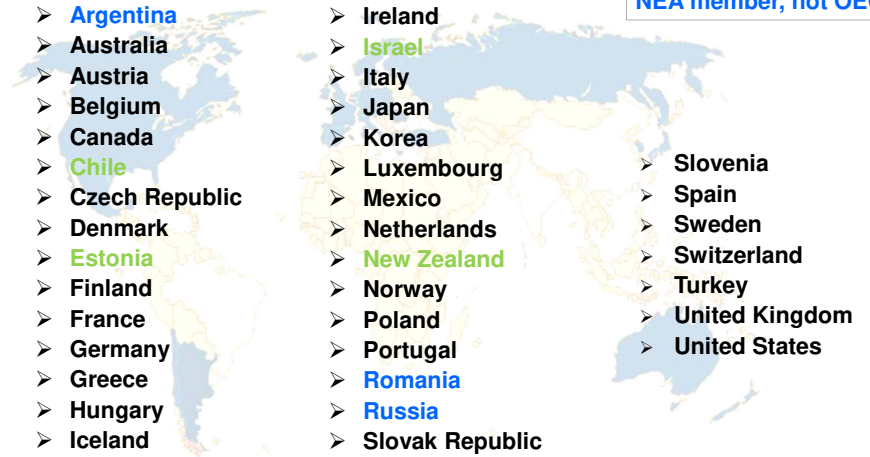 NEA member, not
Argentina
Australia
Austria
Belgium
Canada
Chile
Czech Republic
Denmark
Estonia
Finland
France
Germany
Greece
Hungary
Iceland
Ireland
Israel
Italy
Japan
Korea
Luxembourg
Mexico
Netherlands
New Zealand
Norway
Poland
Portugal
Romania
Russia
Slovak Republic
Slovenia
Spain
Sweden
Switzerland
Turkey
United Kingdom
United States